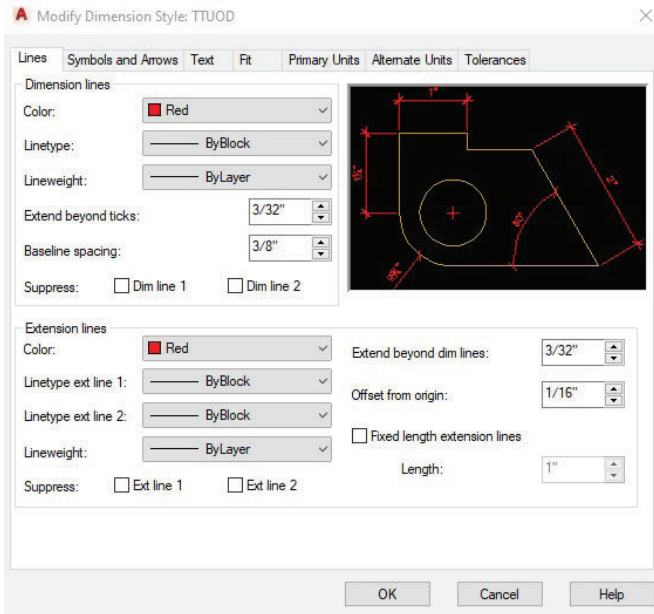 Modify Dimension Style: TTUOD
Lines Symbols and Arrows Text Fit Primary Units Alternate Units Tolerances
Dimension lines
Color: Red
Linetype: ByBlock
Lineweight: ByLayer
Extend beyond ticks: 3/32"
Baseline spacing: 3/8"
Suppress: Dim line 1 Dim line 2
1"
1¼"
2"
60°
Extension lines
Color: Red
Linetype ext line 1: ByBlock
Linetype ext line 2: ByBlock
Lineweight: ByLayer
Suppress: Ext line 1 Ext line 2
Extend beyond dim lines: 3/32"
Offset from origin: 1/16"
Fixed length extension lines
Length: 1"
OK Cancel Help